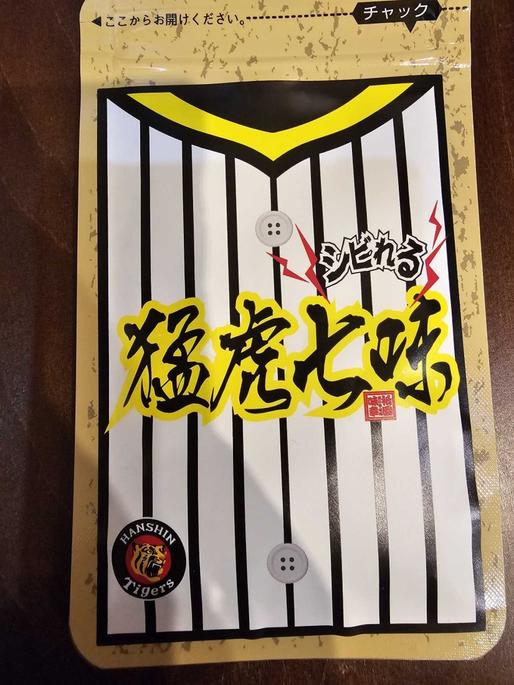 ◀ここからお開けください。
チャック
シビれる
猛虎七味
HANSHIN
Tigers